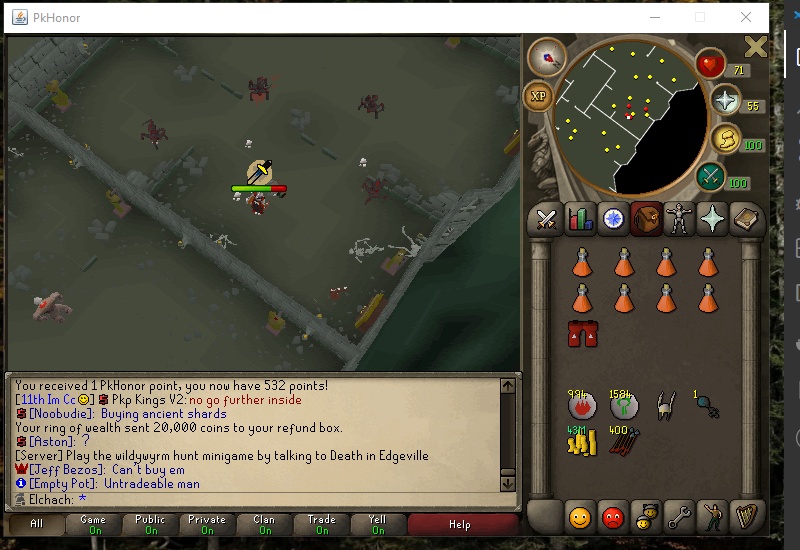 PkHonor
XP
71
55
100
100
994
1584
1
43M
400
You received 1 PkHonor point, you now have 532 points!
[11th Im Cc] Pkp Kings V2: no go further inside
[Noobudie]: Buying ancient shards
Your ring of wealth sent 20,000 coins to your refund box.
[Aston]: ?
[Server] Play the wildywyrm hunt minigame by talking to Death in Edgeville
[Jeff Bezos]: Can't buy em
[Empty Pot]: Untradeable man
Elchach: *
All Game Public Private Clan Trade Yell Help
On On On On On On